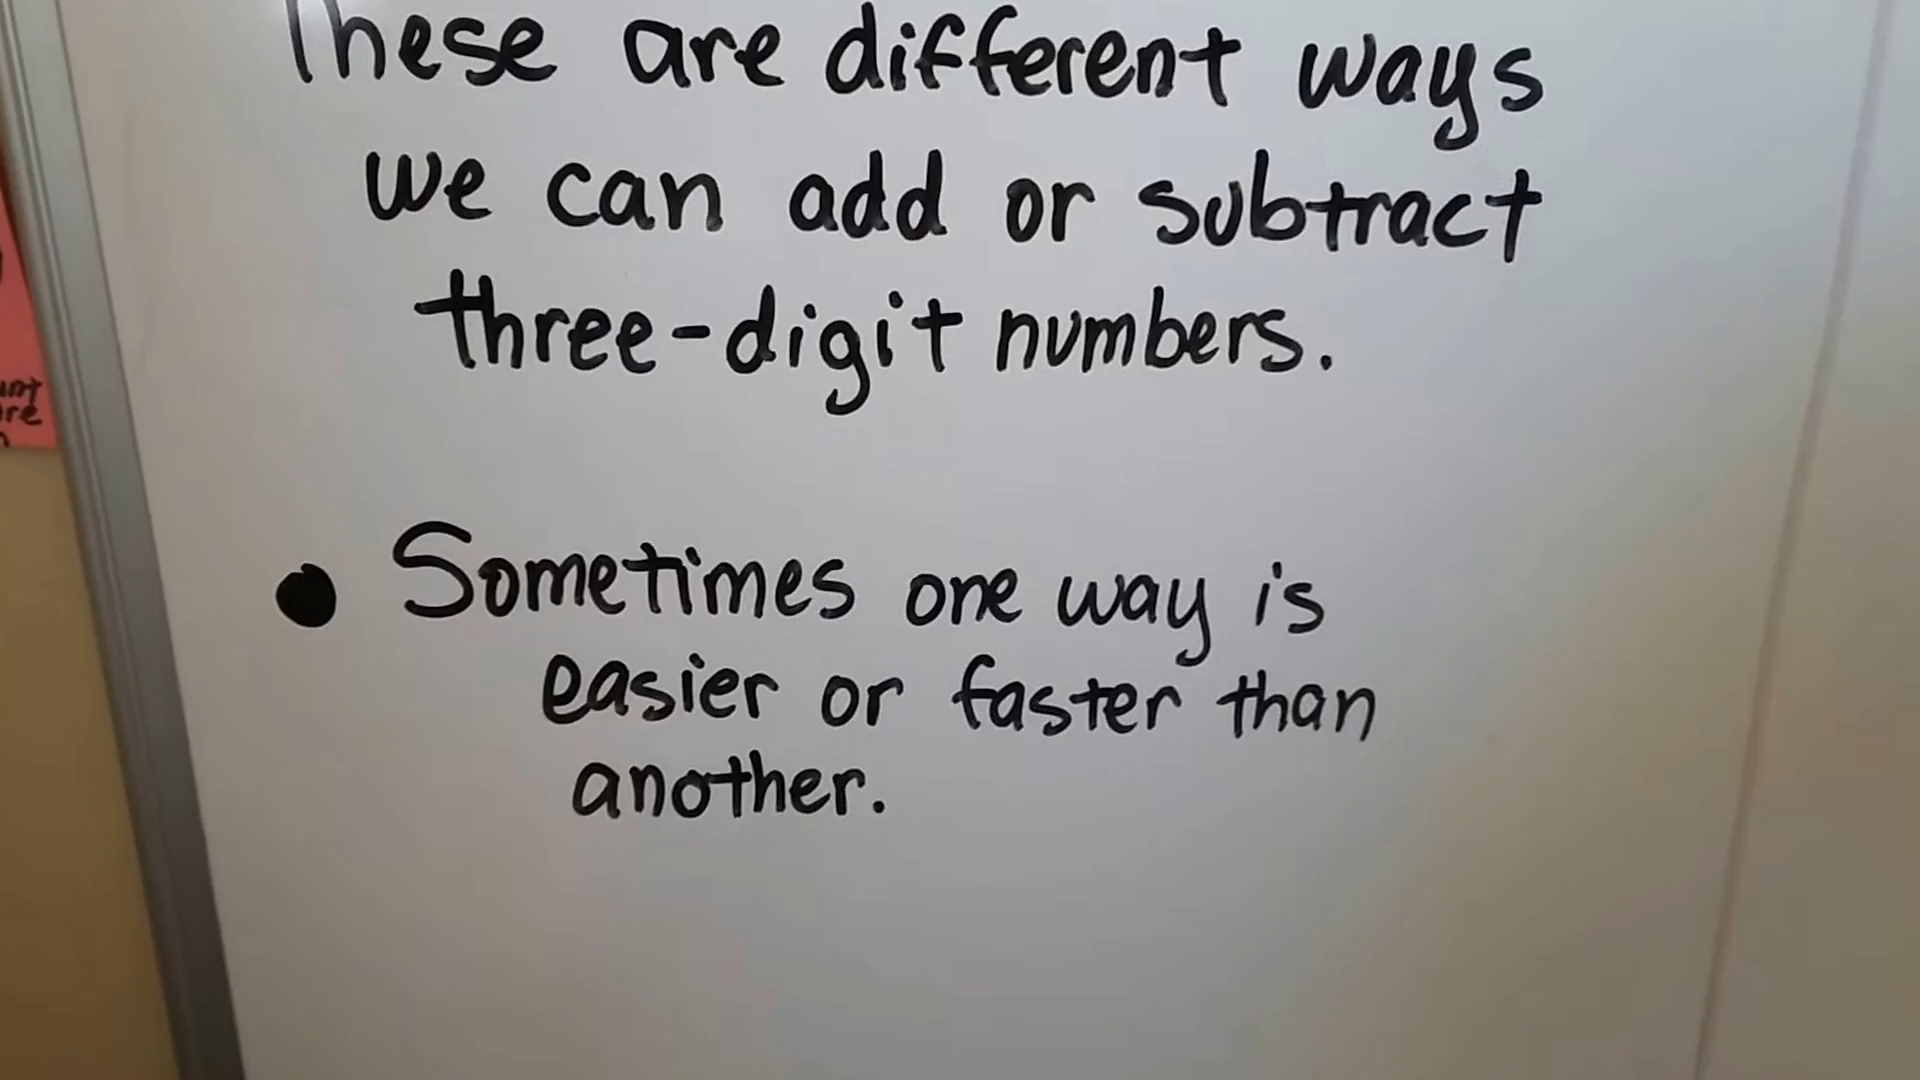 These are different ways
we can add or subtract
three-digit numbers.
• Sometimes one way is
easier or faster than
another.